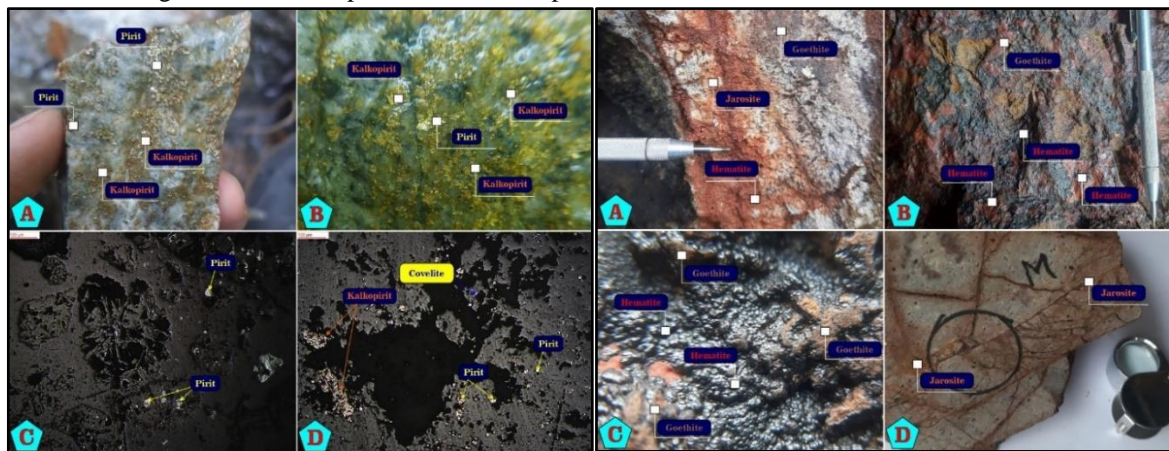 Pirit
Pirit
Kalkopirit
Kalkopirit
A
Kalkopirit
Kalkopirit
Pirit
Kalkopirit
B
Pirit
Pirit
C
Covelite
Kalkopirit
Pirit
Pirit
D
Goethite
Jarosite
Hematite
A
Goethite
Hematite
Hematite
Hematite
B
Goethite
Hematite
Goethite
Hematite
Goethite
C
M
Jarosite
Jarosite
D